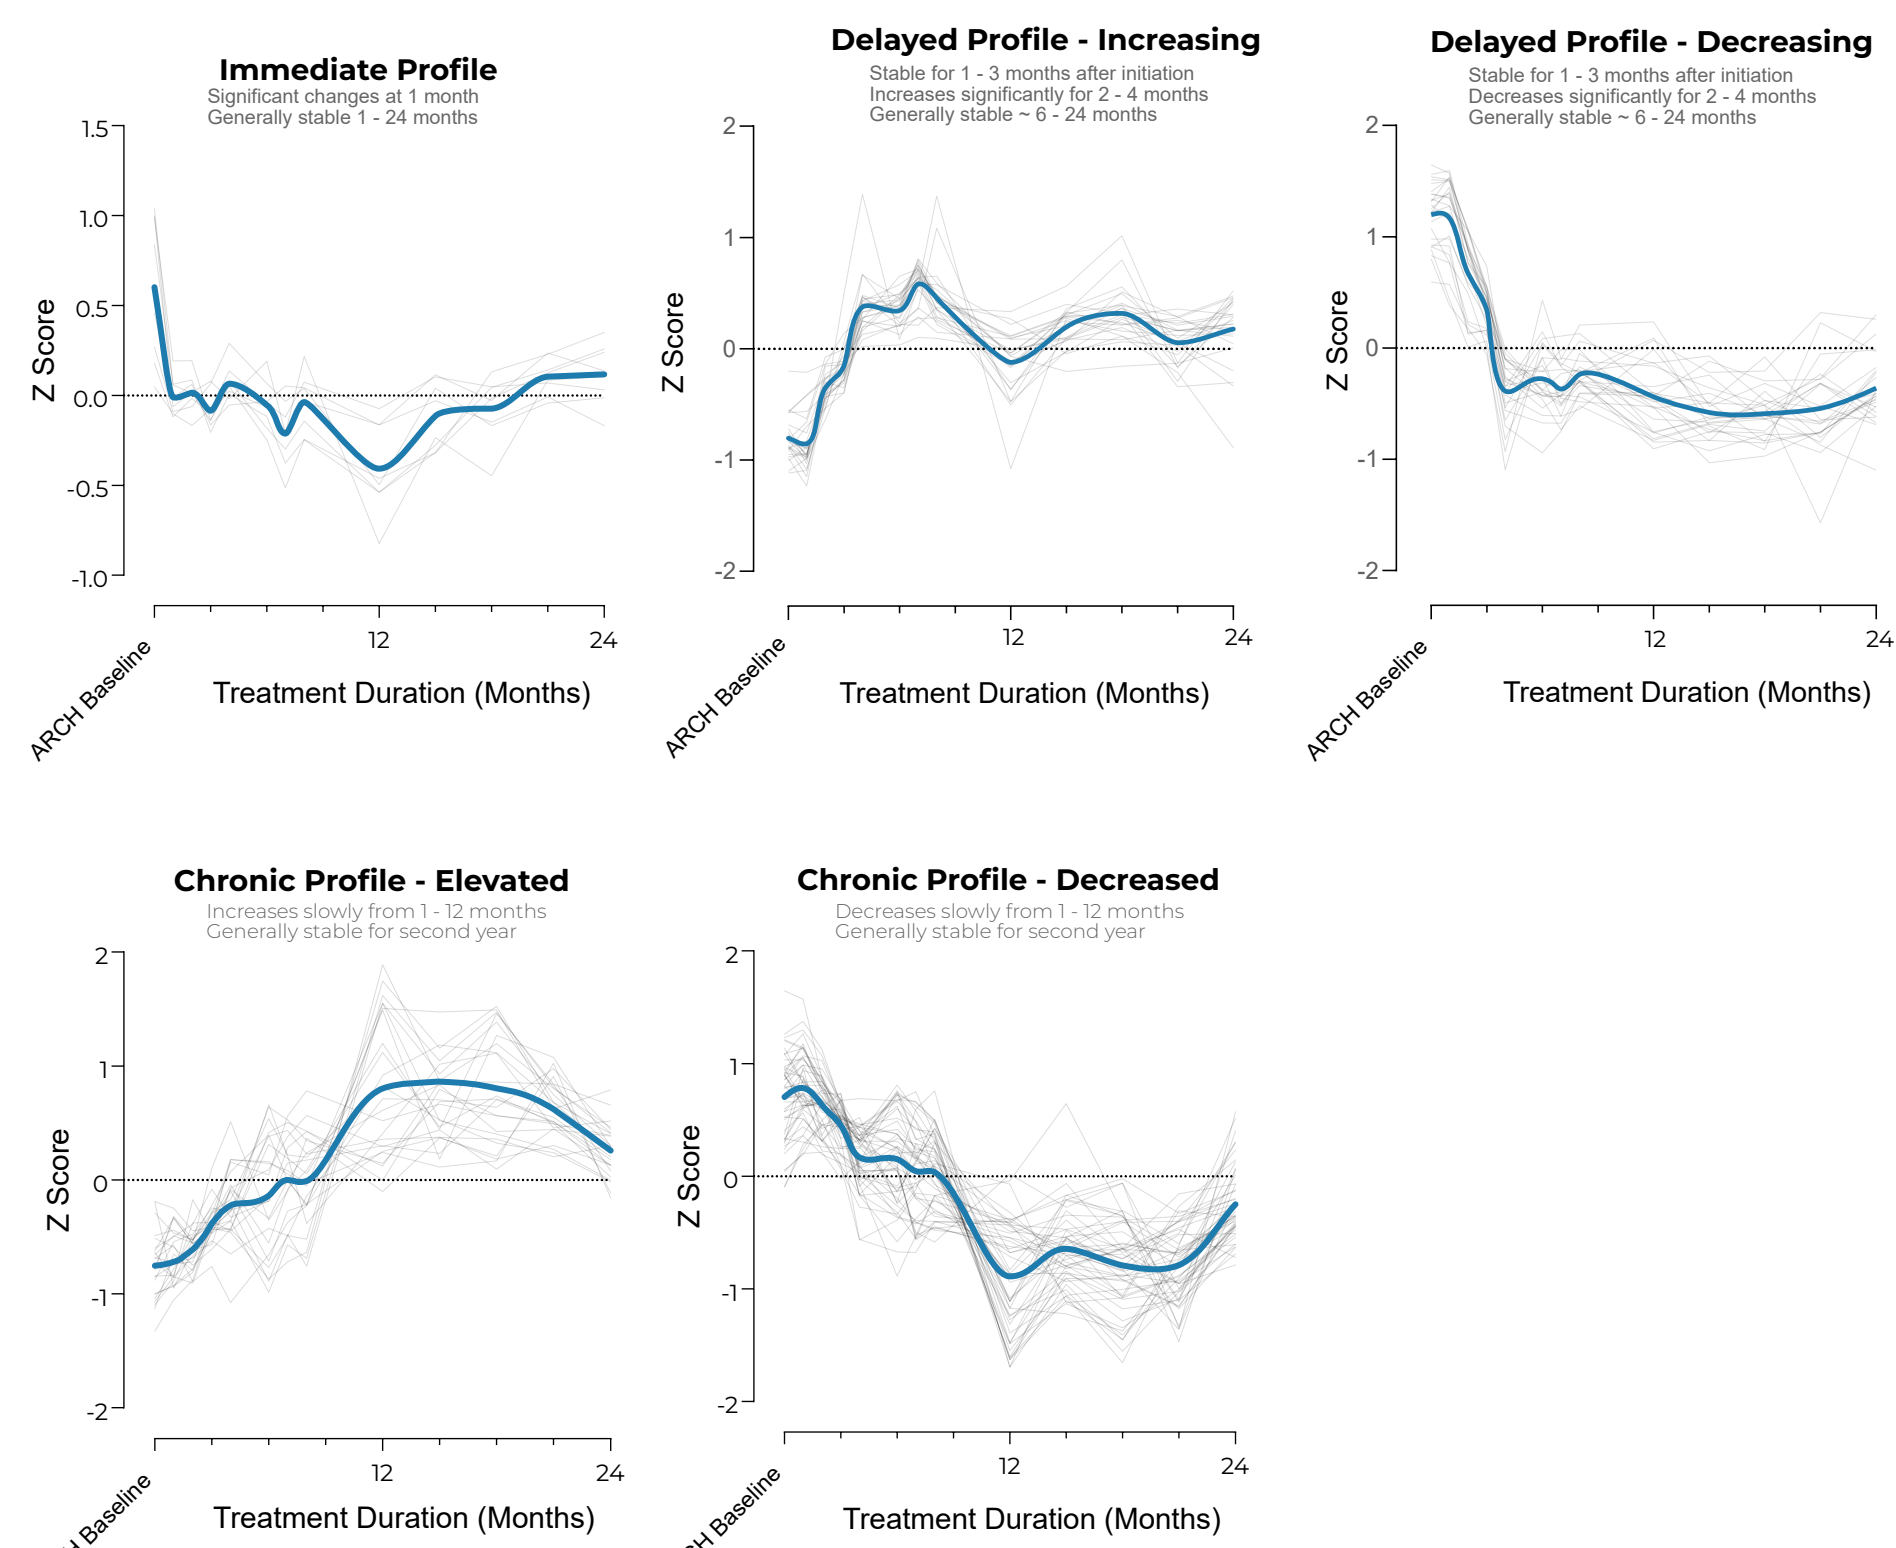 Immediate Profile
Significant changes at 1 month
Generally stable 1 - 24 months
1.5
1.0
0.5
0.0
-0.5
-1.0
Z Score
ARCH Baseline
12
24
Treatment Duration (Months)
Delayed Profile - Increasing
Stable for 1 - 3 months after initiation
Increases significantly for 2 - 4 months
Generally stable ~ 6 - 24 months
2
1
0
-1
-2
Z Score
ARCH Baseline
12
24
Treatment Duration (Months)
Delayed Profile - Decreasing
Stable for 1 - 3 months after initiation
Decreases significantly for 2 - 4 months
Generally stable ~ 6 - 24 months
2
1
0
-1
-2
Z Score
ARCH Baseline
12
24
Treatment Duration (Months)
Chronic Profile - Elevated
Increases slowly from 1 - 12 months
Generally stable for second year
2
1
0
-1
-2
Z Score
H Baseline
12
24
Treatment Duration (Months)
Chronic Profile - Decreased
Decreases slowly from 1 - 12 months
Generally stable for second year
2
1
0
-1
-2
Z Score
CH Baseline
12
24
Treatment Duration (Months)